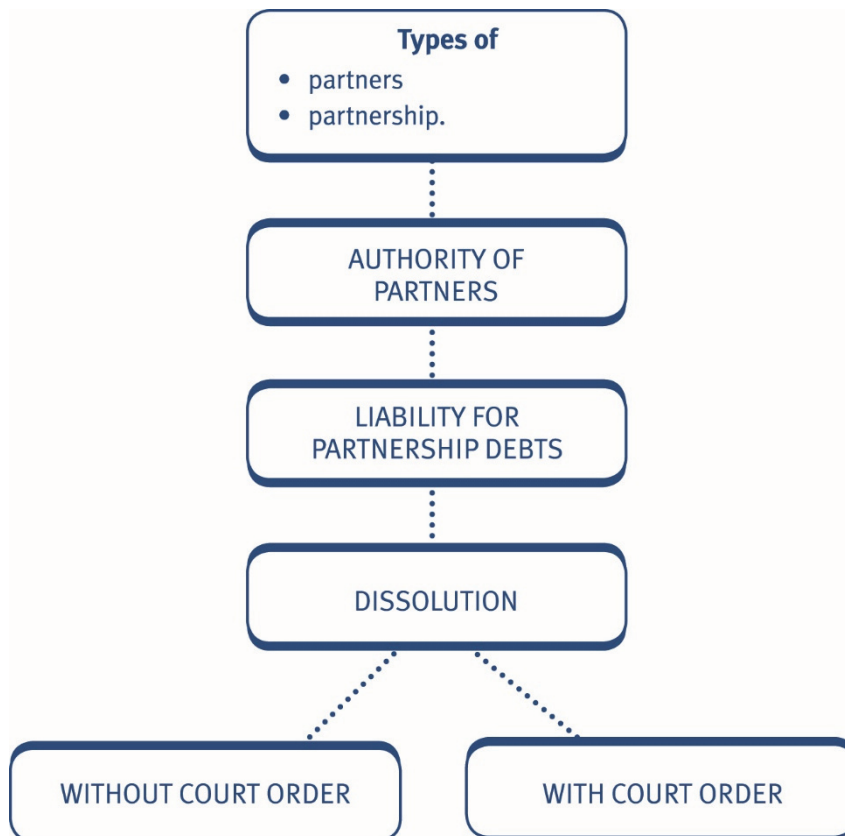 Types of
• partners
• partnership.
AUTHORITY OF
PARTNERS
LIABILITY FOR
PARTNERSHIP DEBTS
DISSOLUTION
WITHOUT COURT ORDER
WITH COURT ORDER